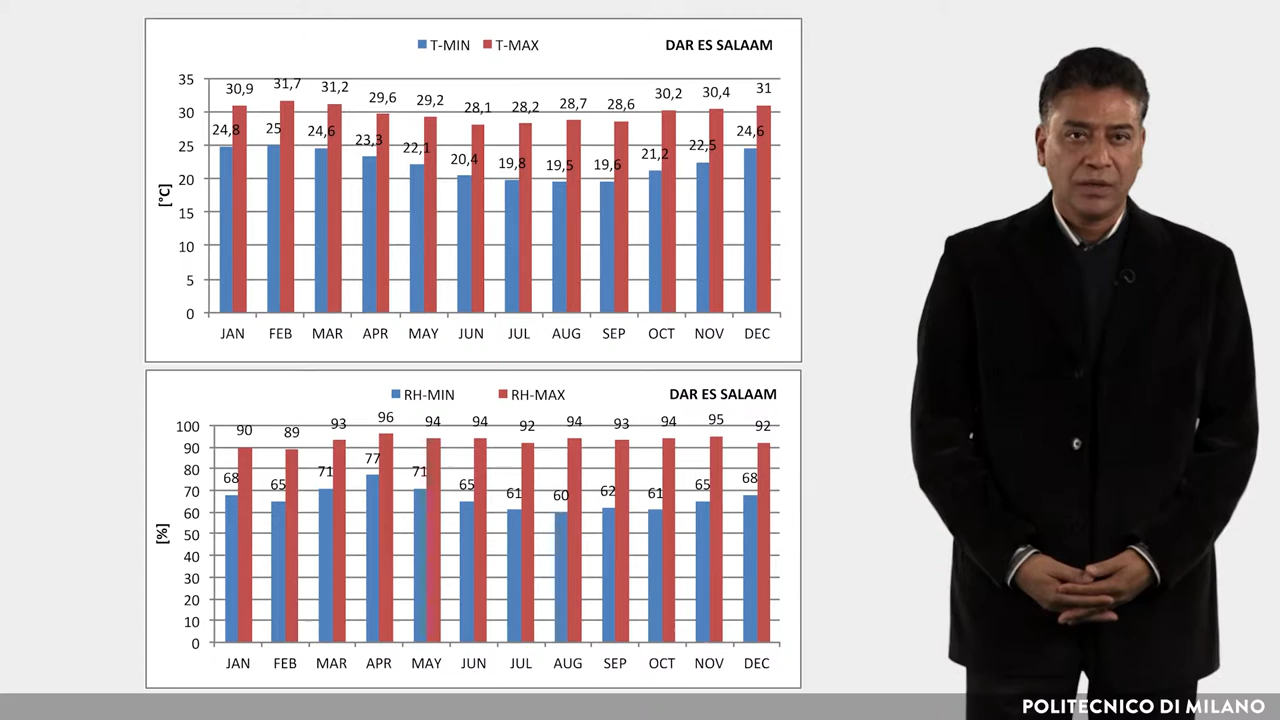 T-MIN T-MAX DAR ES SALAAM
35
30
25
20
15
10
5
0
[°C]
30,9 31,7 31,2 29,6 29,2 28,1 28,2 28,7 28,6 30,2 30,4 31
24,8 25 24,6 23,3 22,1 20,4 19,8 19,5 19,6 21,2 22,5 24,6
JAN FEB MAR APR MAY JUN JUL AUG SEP OCT NOV DEC
RH-MIN RH-MAX DAR ES SALAAM
100
90
80
70
60
50
40
30
20
10
0
[%]
90 89 93 96 94 94 92 94 93 94 95 92
68 65 71 77 71 65 61 60 62 61 65 68
JAN FEB MAR APR MAY JUN JUL AUG SEP OCT NOV DEC
POLITECNICO DI MILANO